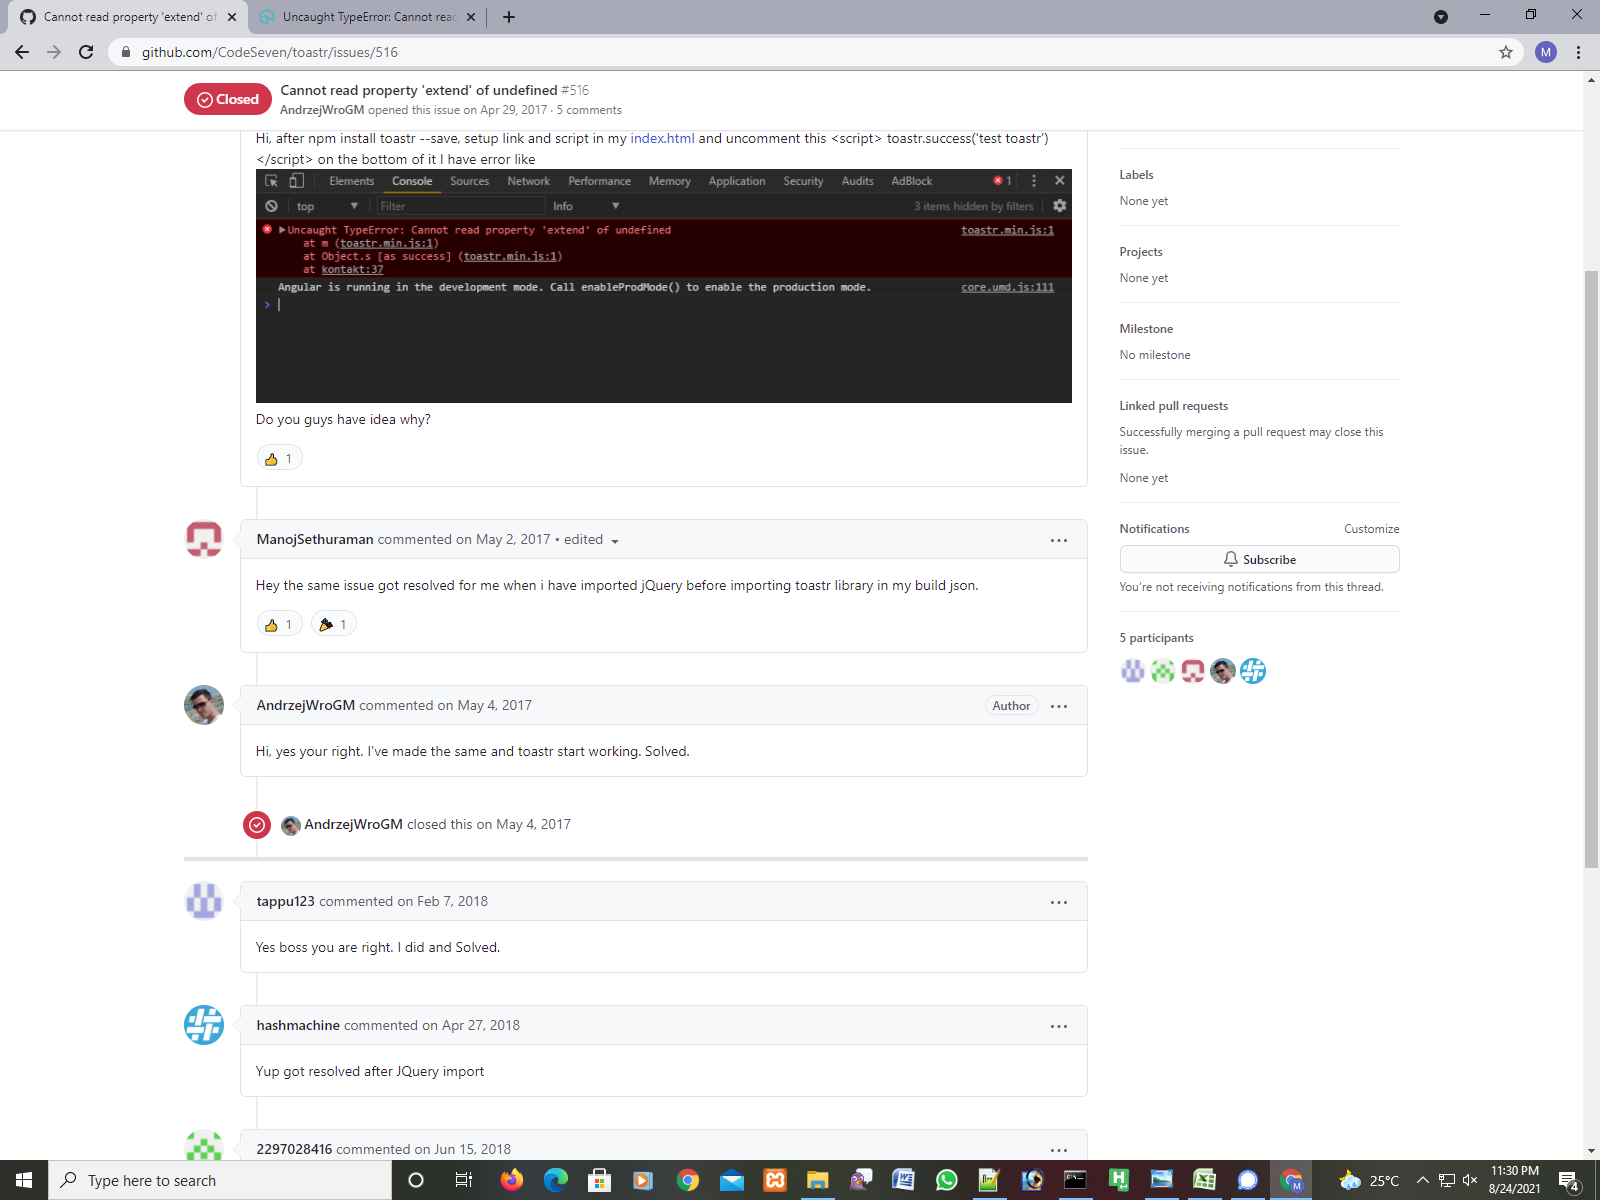 Cannot read property 'extend' of
Uncaught TypeError: Cannot read
github.com/CodeSeven/toastr/issues/516
M
Closed
Cannot read property 'extend' of undefined #516
AndrzejWroGM opened this issue on Apr 29, 2017 · 5 comments
Hi, after npm install toastr --save, setup link and script in my index.html and uncomment this <script> toastr.success('test toastr')
</script> on the bottom of it I have error like
Elements Console Sources Network Performance Memory Application Security Audits AdBlock 1
top Filter Info 3 items hidden by filters
Uncaught TypeError: Cannot read property 'extend' of undefined toastr.min.js:1
at m (toastr.min.js:1)
at Object.s [as success] (toastr.min.js:1)
at kontakt:37
Angular is running in the development mode. Call enableProdMode() to enable the production mode. core.umd.js:111
Do you guys have idea why?
1
ManojSethuraman commented on May 2, 2017 • edited
Hey the same issue got resolved for me when i have imported jQuery before importing toastr library in my build json.
1 1
AndrzejWroGM commented on May 4, 2017 Author
Hi, yes your right. I've made the same and toastr start working. Solved.
AndrzejWroGM closed this on May 4, 2017
tappu123 commented on Feb 7, 2018
Yes boss you are right. I did and Solved.
hashmachine commented on Apr 27, 2018
Yup got resolved after JQuery import
2297028416 commented on Jun 15, 2018
Labels
None yet
Projects
None yet
Milestone
No milestone
Linked pull requests
Successfully merging a pull request may close this
issue.
None yet
Notifications Customize
Subscribe
You're not receiving notifications from this thread.
5 participants
Type here to search
25°C
11:30 PM
8/24/2021
4